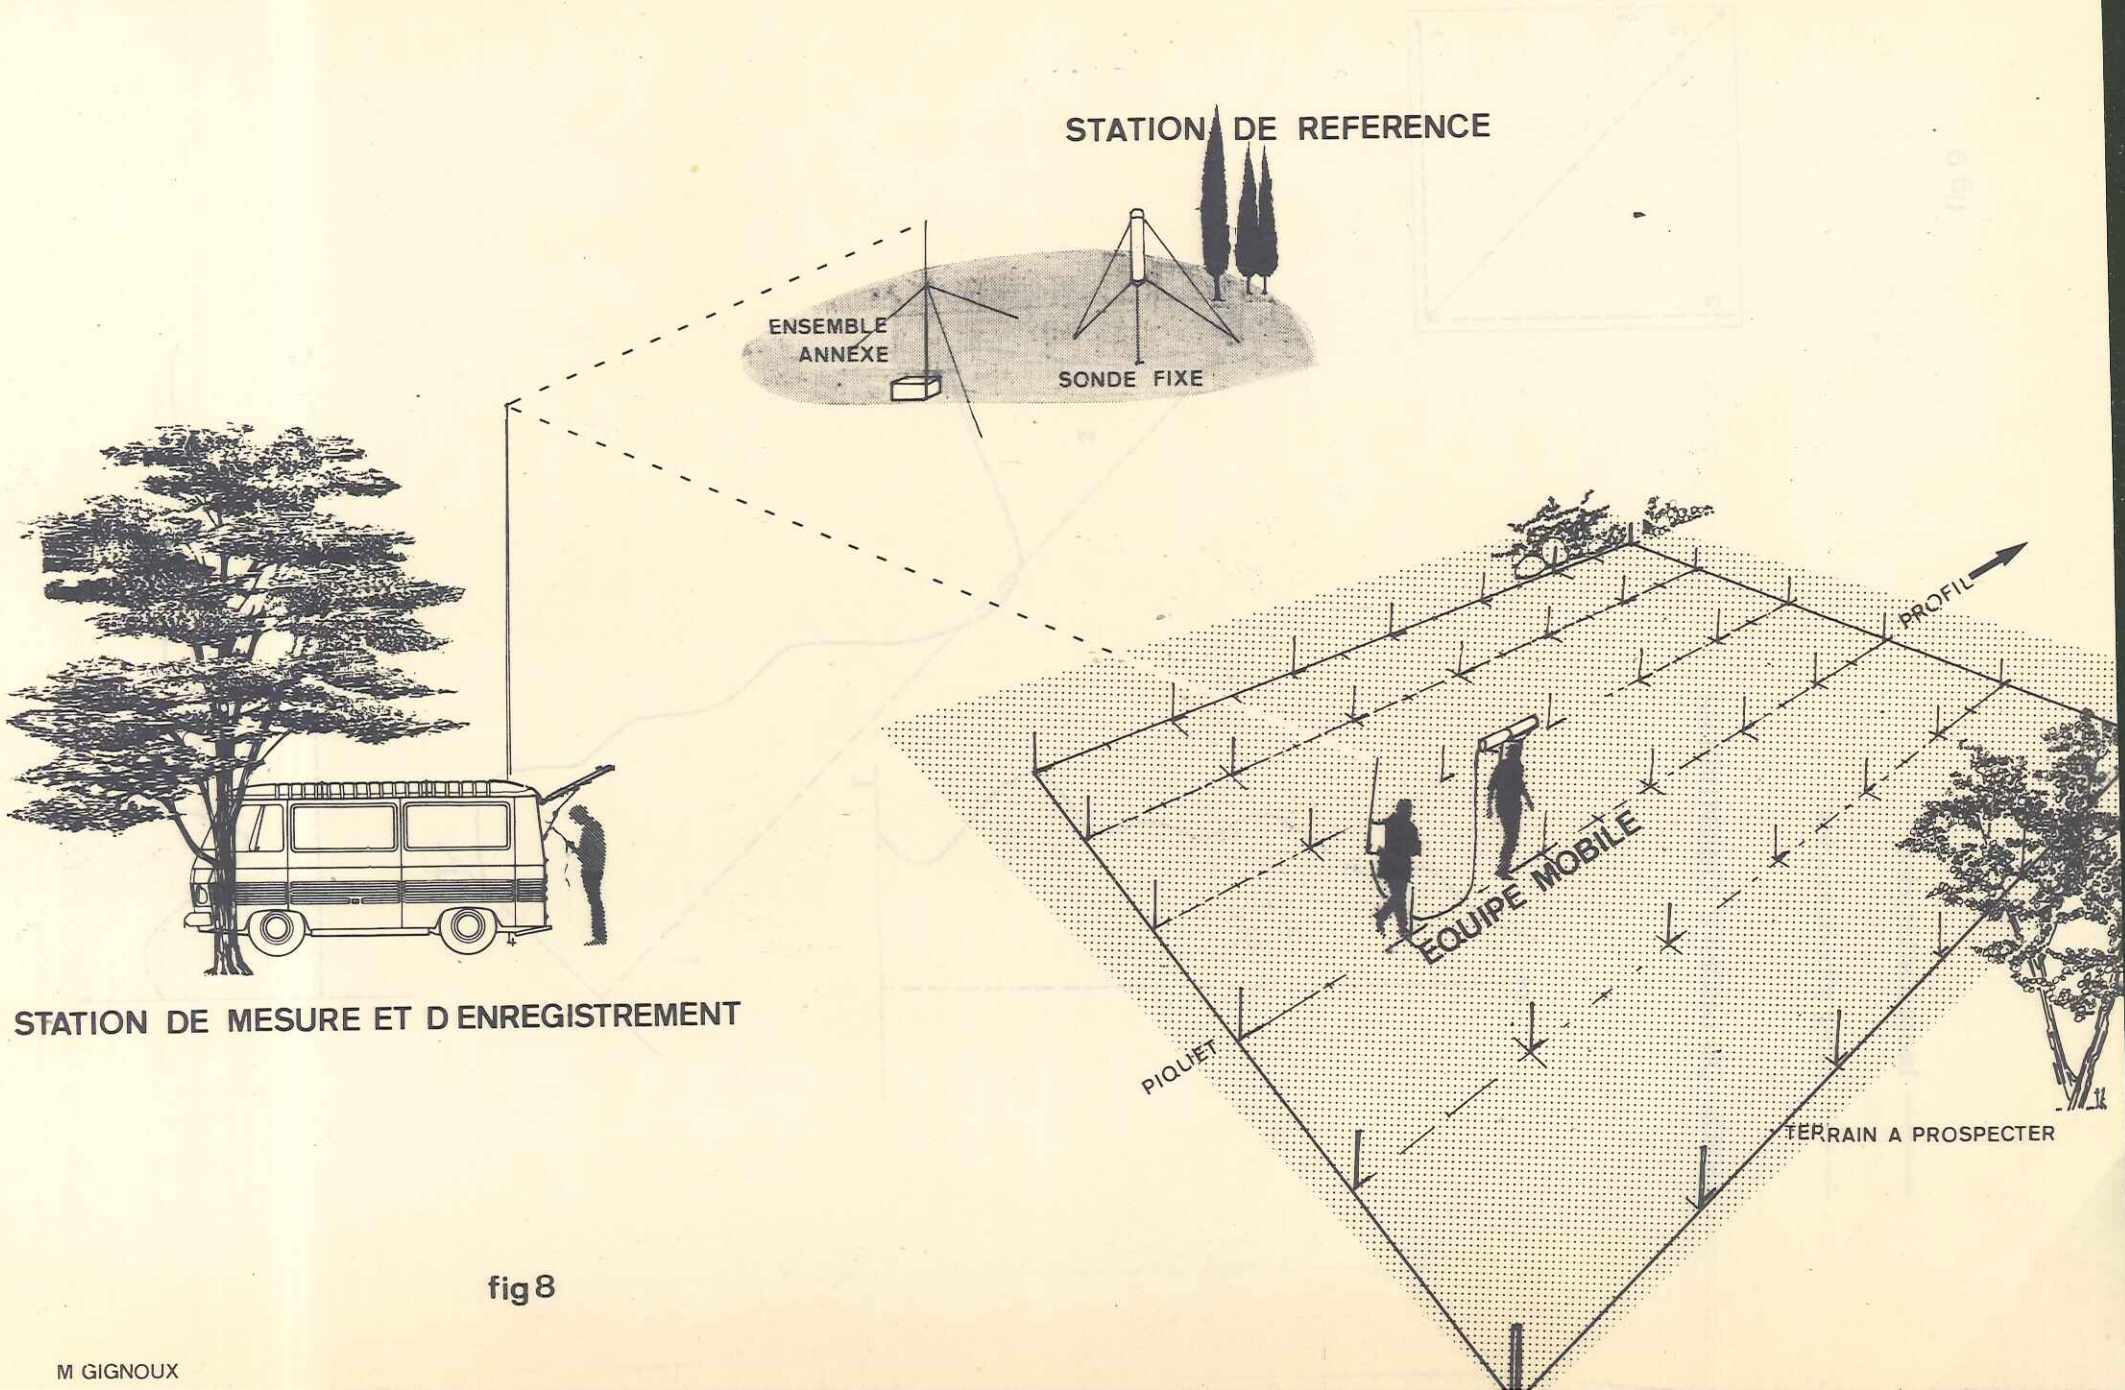 STATION DE REFERENCE
ENSEMBLE
ANNEXE
SONDE FIXE
PROFIL
EQUIPE MOBILE
STATION DE MESURE ET D ENREGISTREMENT
PIQUET
TERRAIN A PROSPECTER
fig 8
M GIGNOUX